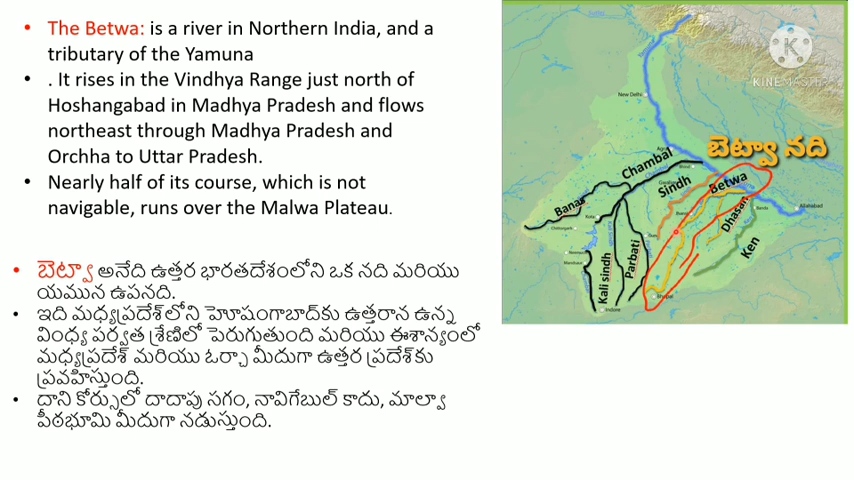 • The Betwa: is a river in Northern India, and a
tributary of the Yamuna
• . It rises in the Vindhya Range just north of
Hoshangabad in Madhya Pradesh and flows
northeast through Madhya Pradesh and
Orchha to Uttar Pradesh.
• Nearly half of its course, which is not
navigable, runs over the Malwa Plateau.
• బెట్వా అనేది ఉత్తర భారతదేశంలోని ఒక నది మరియు
యమున ఉపనది.
• ఇది మధ్యప్రదేశ్‌లోని హోషంగాబాద్‌కు ఉత్తరాన ఉన్న
వింధ్య పర్వత శ్రేణిలో పెరుగుతుంది మరియు ఈశాన్యంలో
మధ్యప్రదేశ్ మరియు ఓర్చా మీదుగా ఉత్తర ప్రదేశ్‌కు
ప్రవహిస్తుంది.
• దాని కోర్సులో దాదాపు సగం, నావిగేబుల్ కాదు, మాల్వా
పీఠభూమి మీదుగా నడుస్తుంది.
KINEMASTER
New Delhi
బెట్వా నది
Chambal
Sindh
Betwa
Banas
Dhasan
Allahabad
Ken
Parbati
Kali sindh
Bhopal
Indore